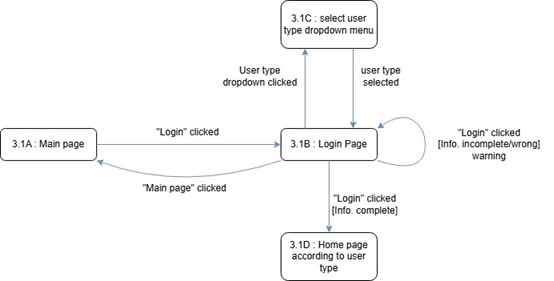 3.1C : select user
type dropdown menu
User type
dropdown clicked
user type
selected
"Login" clicked
3.1A : Main page
3.1B : Login Page
"Login" clicked
[Info. incomplete/wrong]
warning
"Main page" clicked
"Login" clicked
[Info. complete]
3.1D : Home page
according to user
type